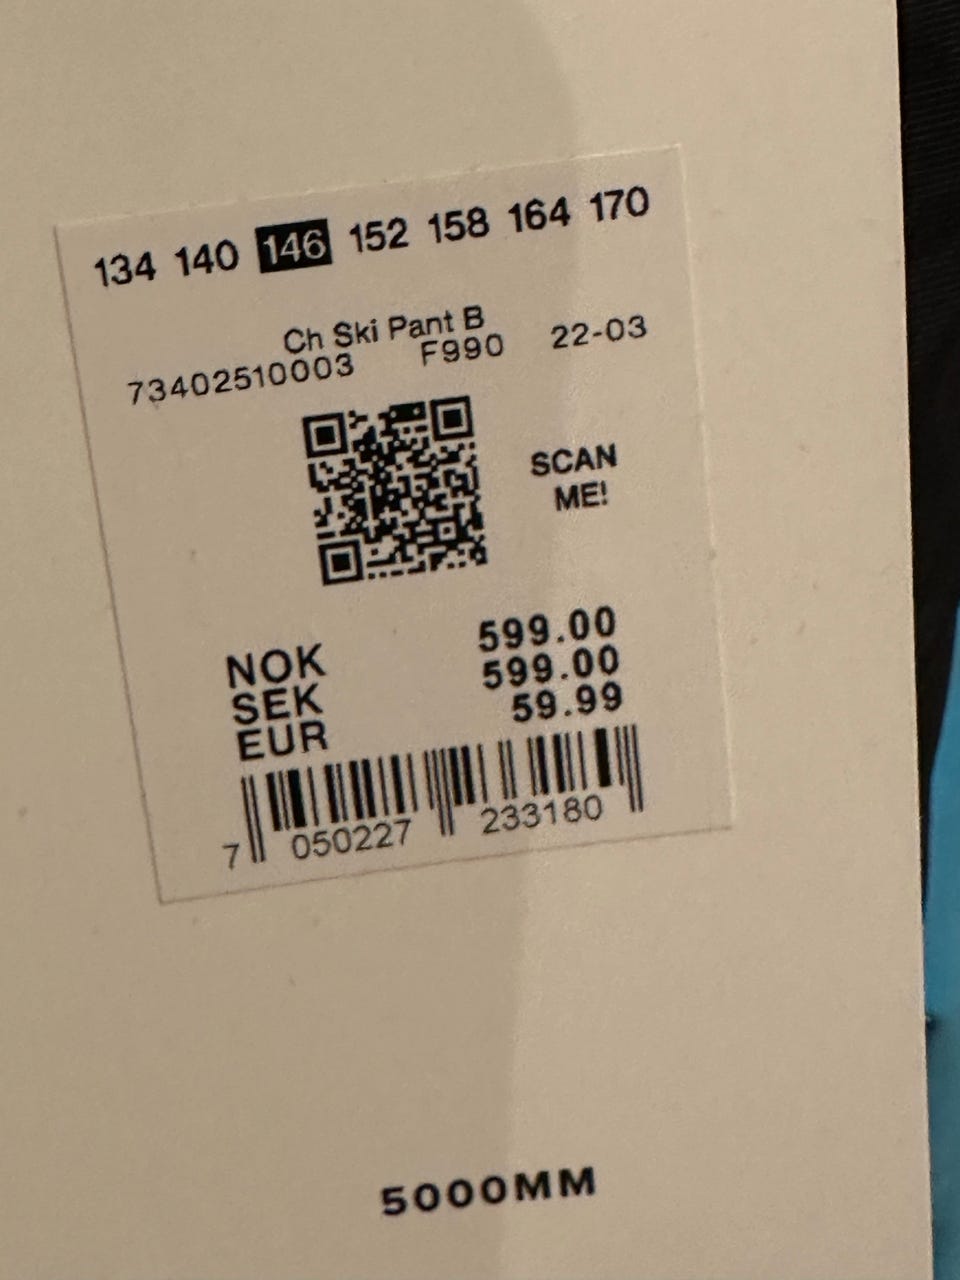 134 140 146 152 158 164 170
Ch Ski Pant B
73402510003 F990 22-03
SCAN
ME!
NOK 599.00
SEK 599.00
EUR 59.99
7 050227 233180
5000MM